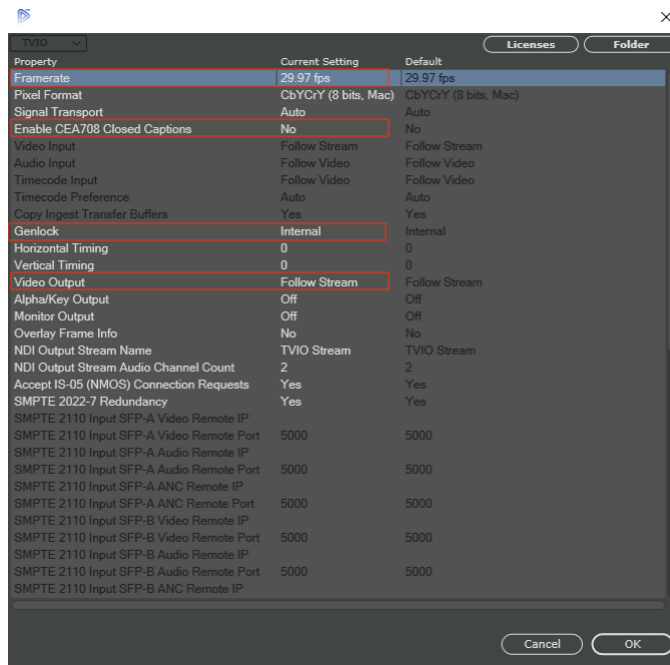 TVIO Licenses Folder
Property Current Setting Default
Framerate 29.97 fps 29.97 fps
Pixel Format CbYCrY (8 bits, Mac) CbYCrY (8 bits, Mac)
Signal Transport Auto Auto
Enable CEA708 Closed Captions No No
Video Input Follow Stream Follow Stream
Audio Input Follow Video Follow Video
Timecode Input Follow Video Follow Video
Timecode Preference Auto Auto
Copy Ingest Transfer Buffers Yes Yes
Genlock Internal Internal
Horizontal Timing 0 0
Vertical Timing 0 0
Video Output Follow Stream Follow Stream
Alpha/Key Output Off Off
Monitor Output Off Off
Overlay Frame Info No No
NDI Output Stream Name TVIO Stream TVIO Stream
NDI Output Stream Audio Channel Count 2 2
Accept IS-05 (NMOS) Connection Requests Yes Yes
SMPTE 2022-7 Redundancy Yes Yes
SMPTE 2110 Input SFP-A Video Remote IP
SMPTE 2110 Input SFP-A Video Remote Port 5000 5000
SMPTE 2110 Input SFP-A Audio Remote IP
SMPTE 2110 Input SFP-A Audio Remote Port 5000 5000
SMPTE 2110 Input SFP-A ANC Remote IP
SMPTE 2110 Input SFP-A ANC Remote Port 5000 5000
SMPTE 2110 Input SFP-B Video Remote IP
SMPTE 2110 Input SFP-B Video Remote Port 5000 5000
SMPTE 2110 Input SFP-B Audio Remote IP
SMPTE 2110 Input SFP-B Audio Remote Port 5000 5000
SMPTE 2110 Input SFP-B ANC Remote IP
Cancel OK